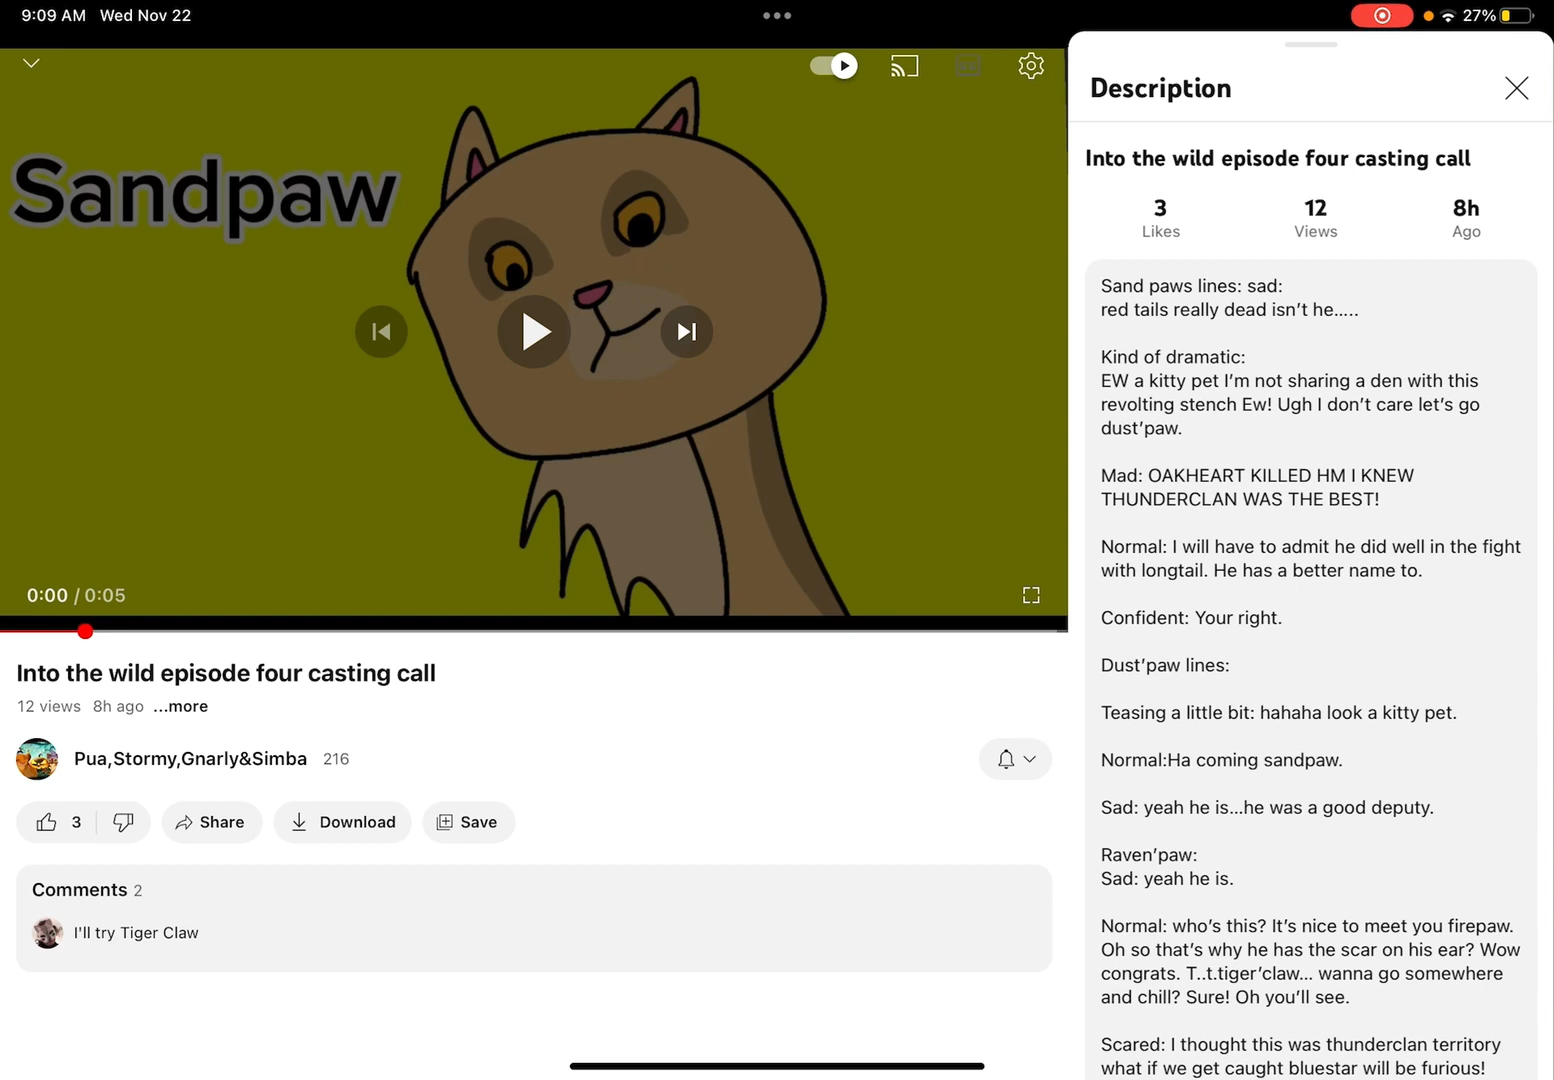 9:09 AM Wed Nov 22
27%
Sandpaw
0:00 / 0:05
Into the wild episode four casting call
12 views 8h ago ...more
Pua,Stormy,Gnarly&Simba 216
3 Share Download Save
Comments 2
I'll try Tiger Claw
Description
Into the wild episode four casting call
3 12 8h
Likes Views Ago
Sand paws lines: sad:
red tails really dead isn't he.....
Kind of dramatic:
EW a kitty pet I'm not sharing a den with this
revolting stench Ew! Ugh I don't care let's go
dust'paw.
Mad: OAKHEART KILLED HM I KNEW
THUNDERCLAN WAS THE BEST!
Normal: I will have to admit he did well in the fight
with longtail. He has a better name to.
Confident: Your right.
Dust'paw lines:
Teasing a little bit: hahaha look a kitty pet.
Normal:Ha coming sandpaw.
Sad: yeah he is...he was a good deputy.
Raven'paw:
Sad: yeah he is.
Normal: who's this? It's nice to meet you firepaw.
Oh so that's why he has the scar on his ear? Wow
congrats. T..t.tiger'claw... wanna go somewhere
and chill? Sure! Oh you'll see.
Scared: I thought this was thunderclan territory
what if we get caught bluestar will be furious!